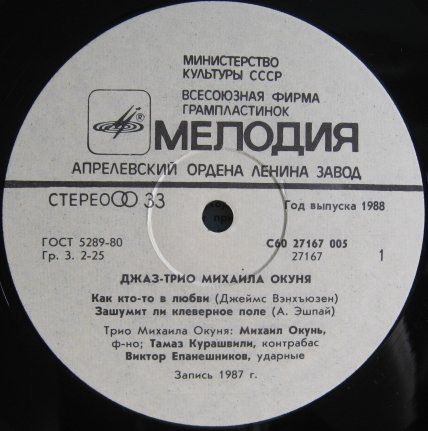 МИНИСТЕРСТВО
КУЛЬТУРЫ СССР
ВСЕСОЮЗНАЯ ФИРМА
ГРАМПЛАСТИНОК
МЕЛОДИЯ
АПРЕЛЕВСКИЙ ОРДЕНА ЛЕНИНА ЗАВОД
СТЕРЕО 33
Год выпуска 1988
ГОСТ 5289-80
С60 27167 005
Гр. 3. 2-25
27167
1
ДЖАЗ-ТРИО МИХАИЛА ОКУНЯ
Как кто-то в любви (Джеймс Вэнхьюзен)
Зашумит ли клеверное поле (А. Эшпай)
Трио Михаила Окуня: Михаил Окунь,
ф-но; Тамаз Курашвили, контрабас
Виктор Епанешников, ударные
Запись 1987 г.